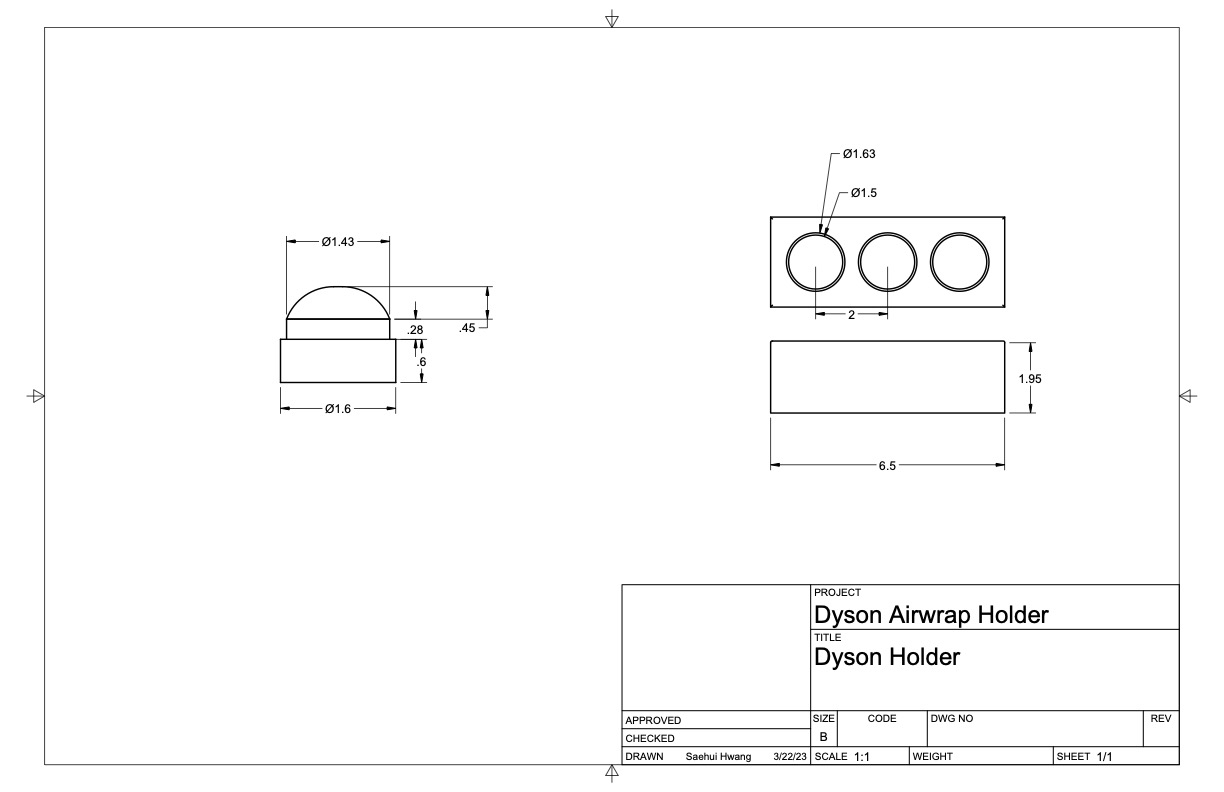 Ø1.63
Ø1.5
Ø1.43
.28
.45
.6
Ø1.6
2
1.95
6.5
PROJECT
Dyson Airwrap Holder
TITLE
Dyson Holder
APPROVED
CHECKED
DRAWN Saehui Hwang 3/22/23
SIZE CODE DWG NO REV
B
SCALE 1:1 WEIGHT SHEET 1/1